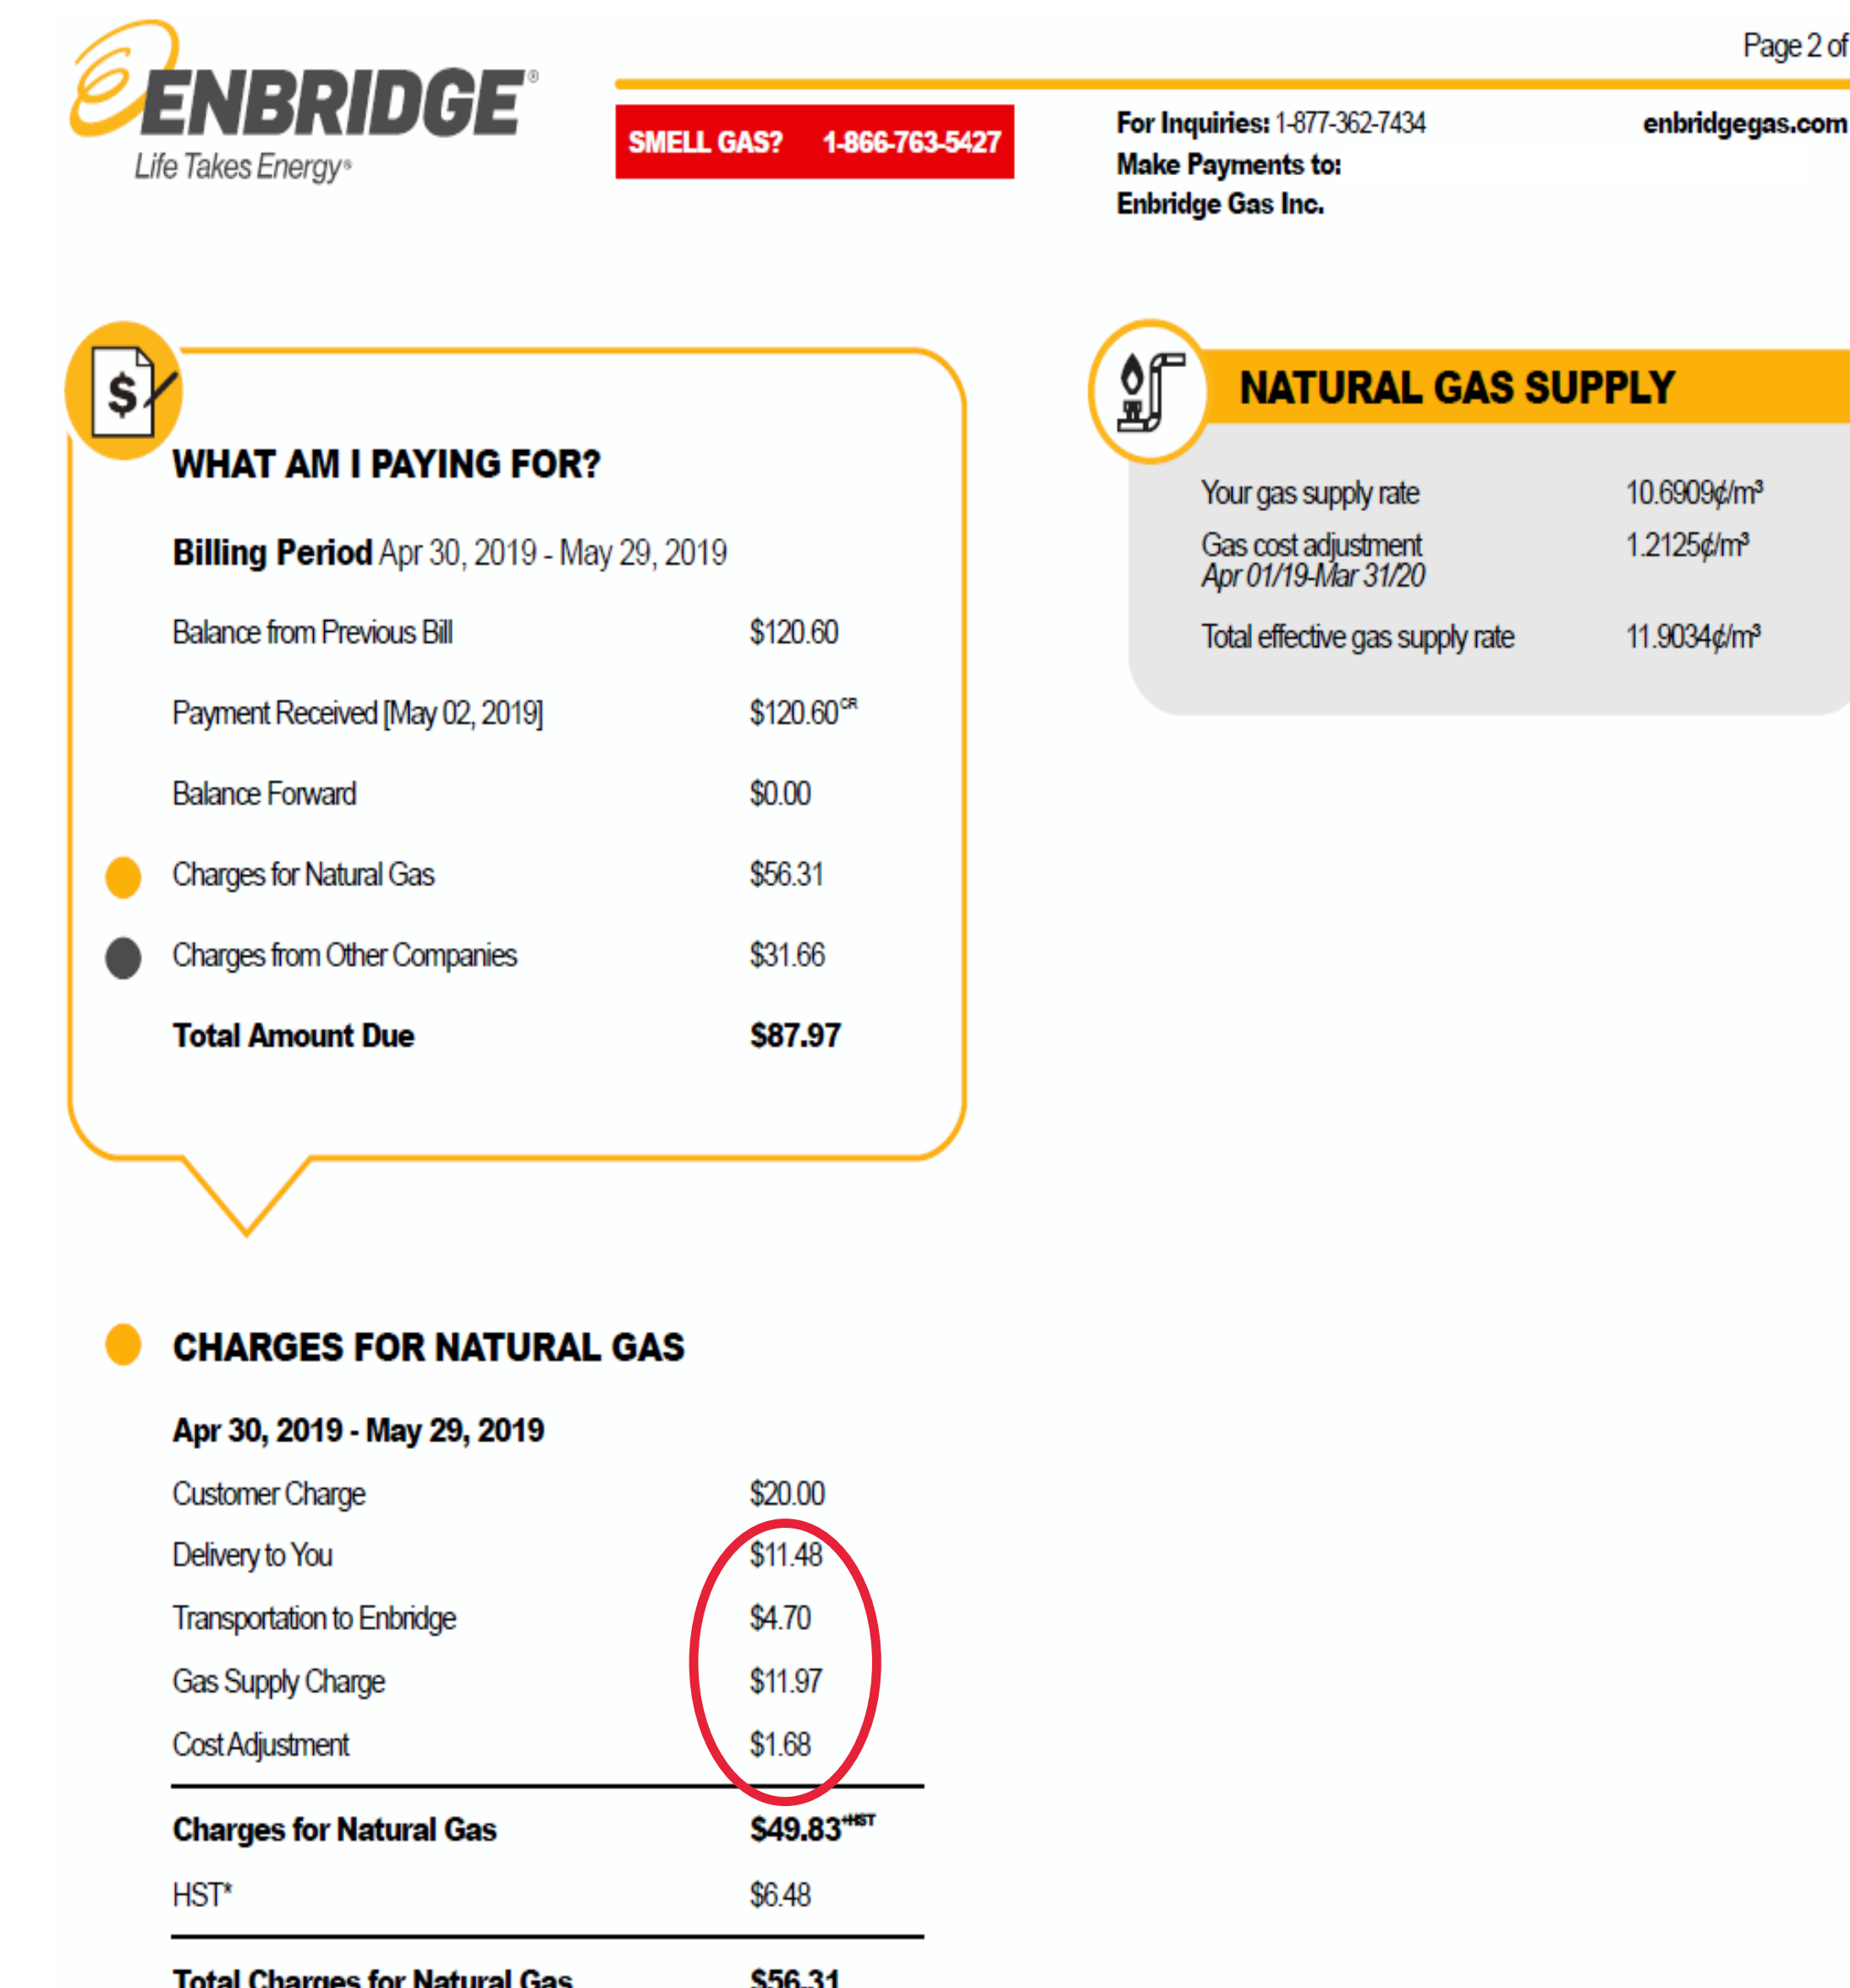 Page 2 of
ENBRIDGE®
Life Takes Energy®
SMELL GAS? 1-866-763-5427
For Inquiries: 1-877-362-7434 enbridgegas.com
Make Payments to:
Enbridge Gas Inc.
$
WHAT AM I PAYING FOR?
Billing Period Apr 30, 2019 - May 29, 2019
Balance from Previous Bill $120.60
Payment Received [May 02, 2019] $120.60CR
Balance Forward $0.00
Charges for Natural Gas $56.31
Charges from Other Companies $31.66
Total Amount Due $87.97
NATURAL GAS SUPPLY
Your gas supply rate 10.6909¢/m³
Gas cost adjustment 1.2125¢/m³
Apr 01/19-Mar 31/20
Total effective gas supply rate 11.9034¢/m³
CHARGES FOR NATURAL GAS
Apr 30, 2019 - May 29, 2019
Customer Charge $20.00
Delivery to You $11.48
Transportation to Enbridge $4.70
Gas Supply Charge $11.97
Cost Adjustment $1.68
Charges for Natural Gas $49.83+HST
HST* $6.48
Total Charges for Natural Gas $56.31